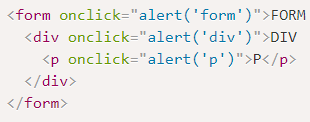 <form onclick="alert('form')">FORM
  <div onclick="alert('div')">DIV
    <p onclick="alert('p')">P</p>
  </div>
</form>